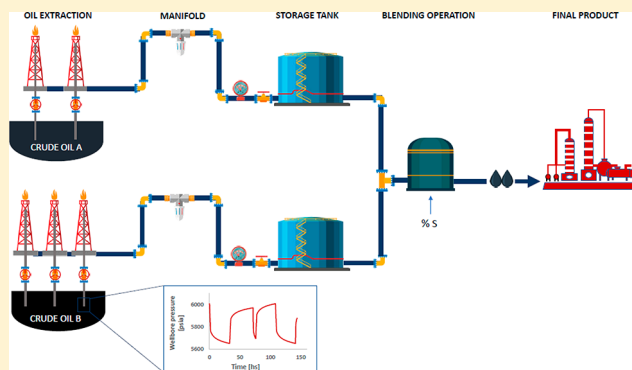 OIL EXTRACTION MANIFOLD STORAGE TANK BLENDING OPERATION FINAL PRODUCT
CRUDE OIL A
% S
CRUDE OIL B
Wellbore pressure
[psia]
6000
5800
5600
0 50 100 150
Time [hs]